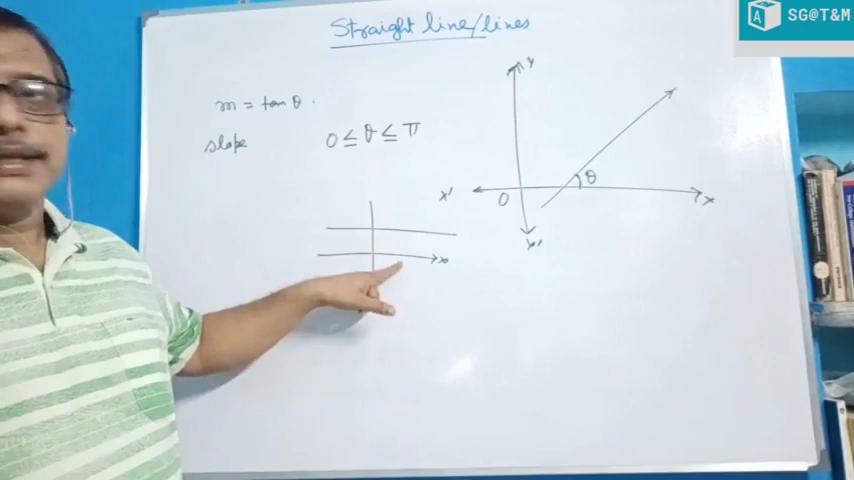 Straight line/lines
SG@T&M
m = tan θ.
slope
0 ≤ θ ≤ π
y
x'
O
θ
x
y'
x